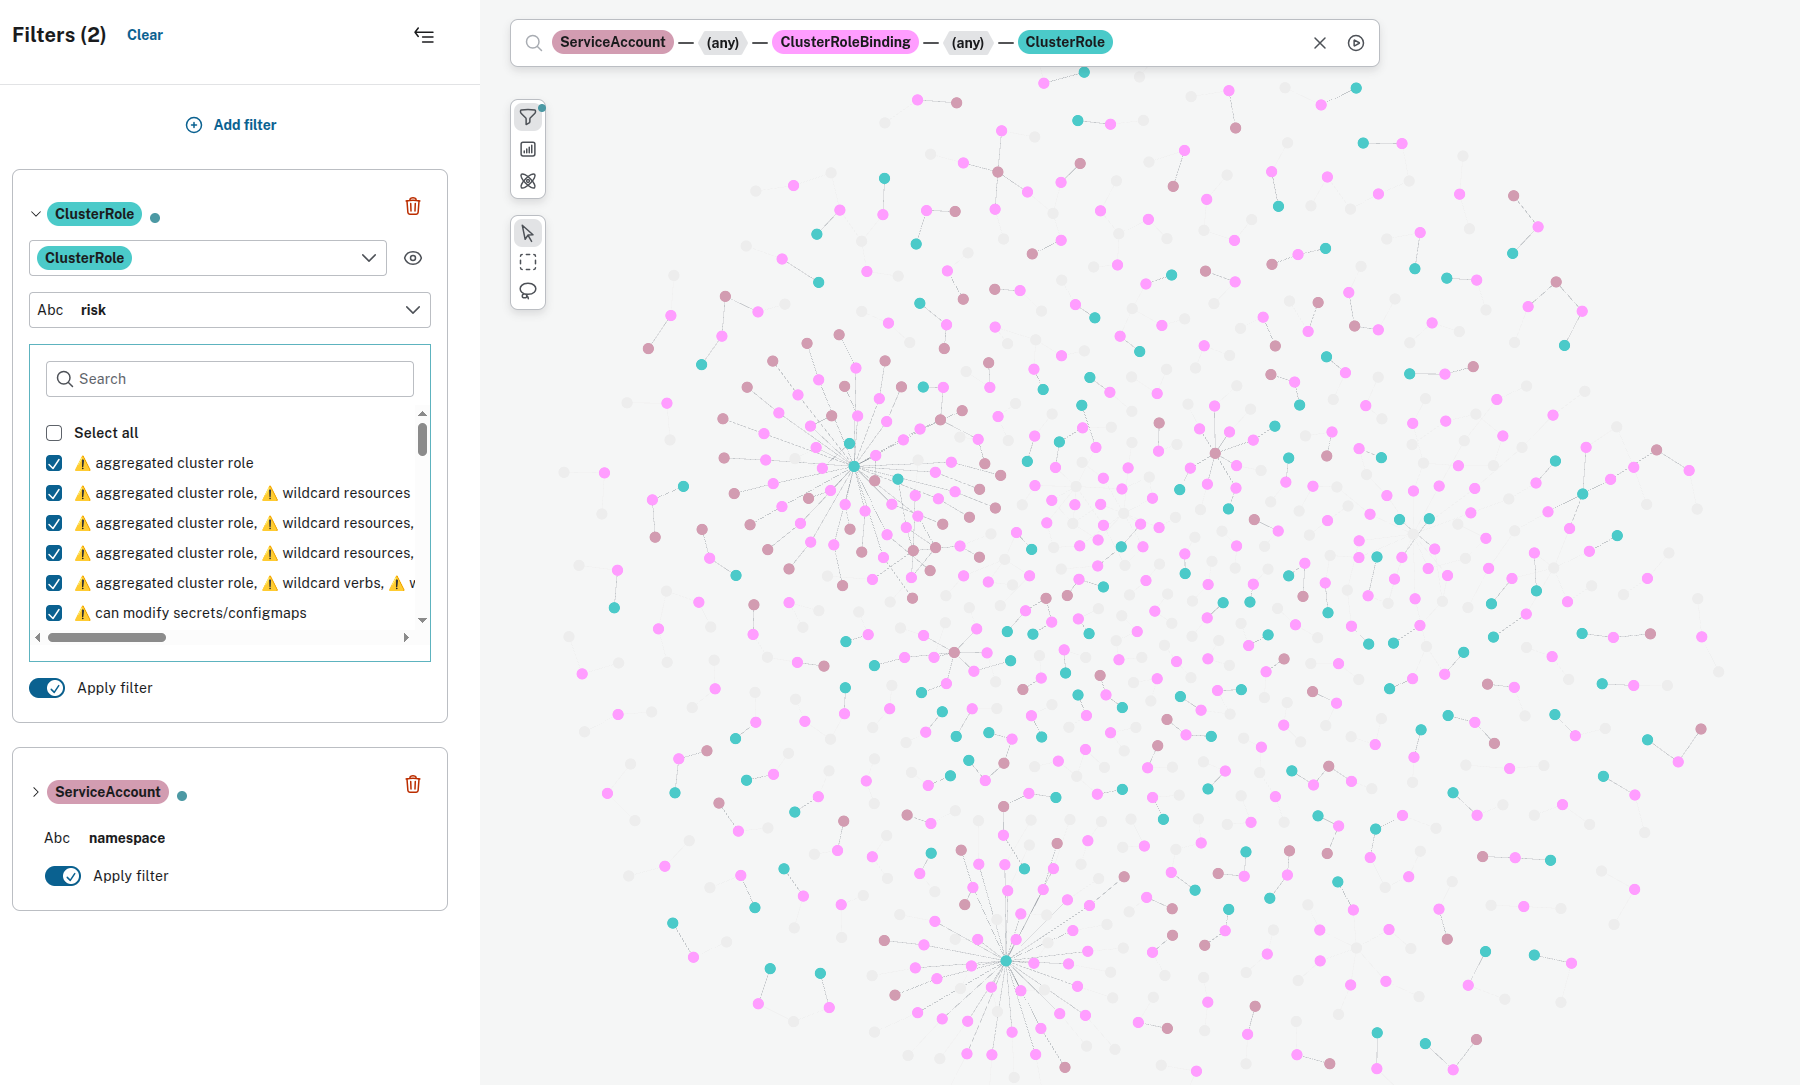 Filters (2) Clear
Add filter
ClusterRole
ClusterRole
Abc risk
Search
Select all
⚠️ aggregated cluster role
⚠️ aggregated cluster role, ⚠️ wildcard resources
⚠️ aggregated cluster role, ⚠️ wildcard resources,
⚠️ aggregated cluster role, ⚠️ wildcard resources,
⚠️ aggregated cluster role, ⚠️ wildcard verbs, ⚠️
⚠️ can modify secrets/configmaps
Apply filter
ServiceAccount
Abc namespace
Apply filter
ServiceAccount — (any) — ClusterRoleBinding — (any) — ClusterRole